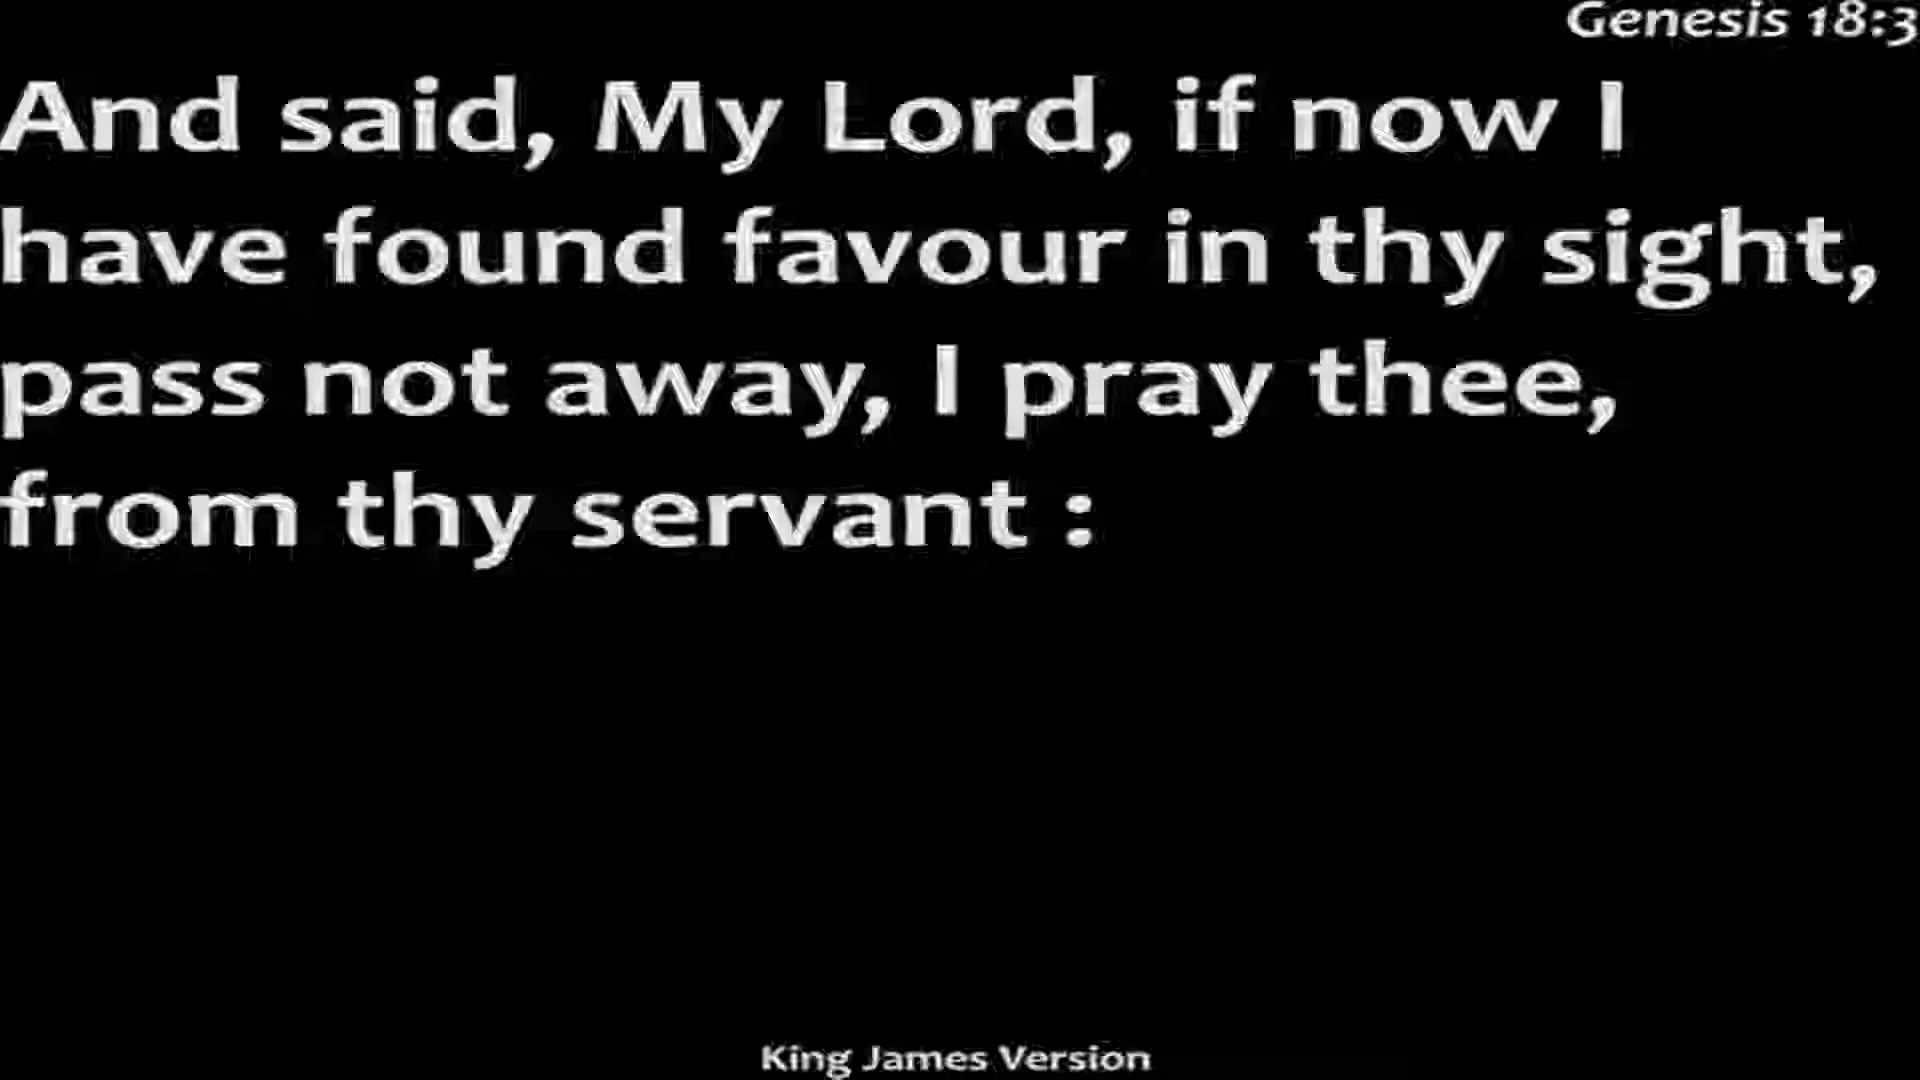 Genesis 18:3
And said, My Lord, if now I
have found favour in thy sight,
pass not away, I pray thee,
from thy servant :
King James Version